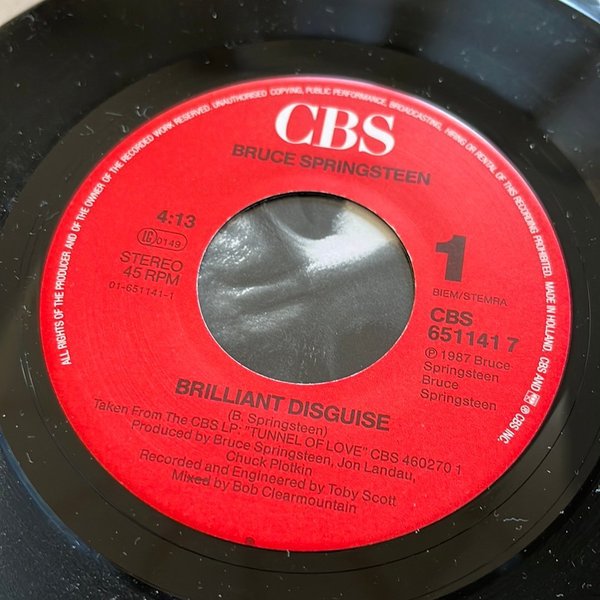 ALL RIGHTS OF THE PRODUCER AND OF THE OWNER OF THE RECORDED WORK RESERVED. UNAUTHORISED COPYING, PUBLIC PERFORMANCE, BROADCASTING, HIRING OR RENTAL OF THIS RECORDING PROHIBITED. MADE IN HOLLAND. CBS AND ® CBS INC.
CBS
BRUCE SPRINGSTEEN
4:13
LC 0149
STEREO
45 RPM
01-651141-1
1
BIEM/STEMRA
CBS
651141 7
℗ 1987 Bruce
Springsteen
Bruce
Springsteen
BRILLIANT DISGUISE
(B. Springsteen)
Taken From The CBS LP: "TUNNEL OF LOVE" CBS 460270 1
Produced by Bruce Springsteen, Jon Landau,
Chuck Plotkin
Recorded and Engineered by Toby Scott
Mixed by Bob Clearmountain